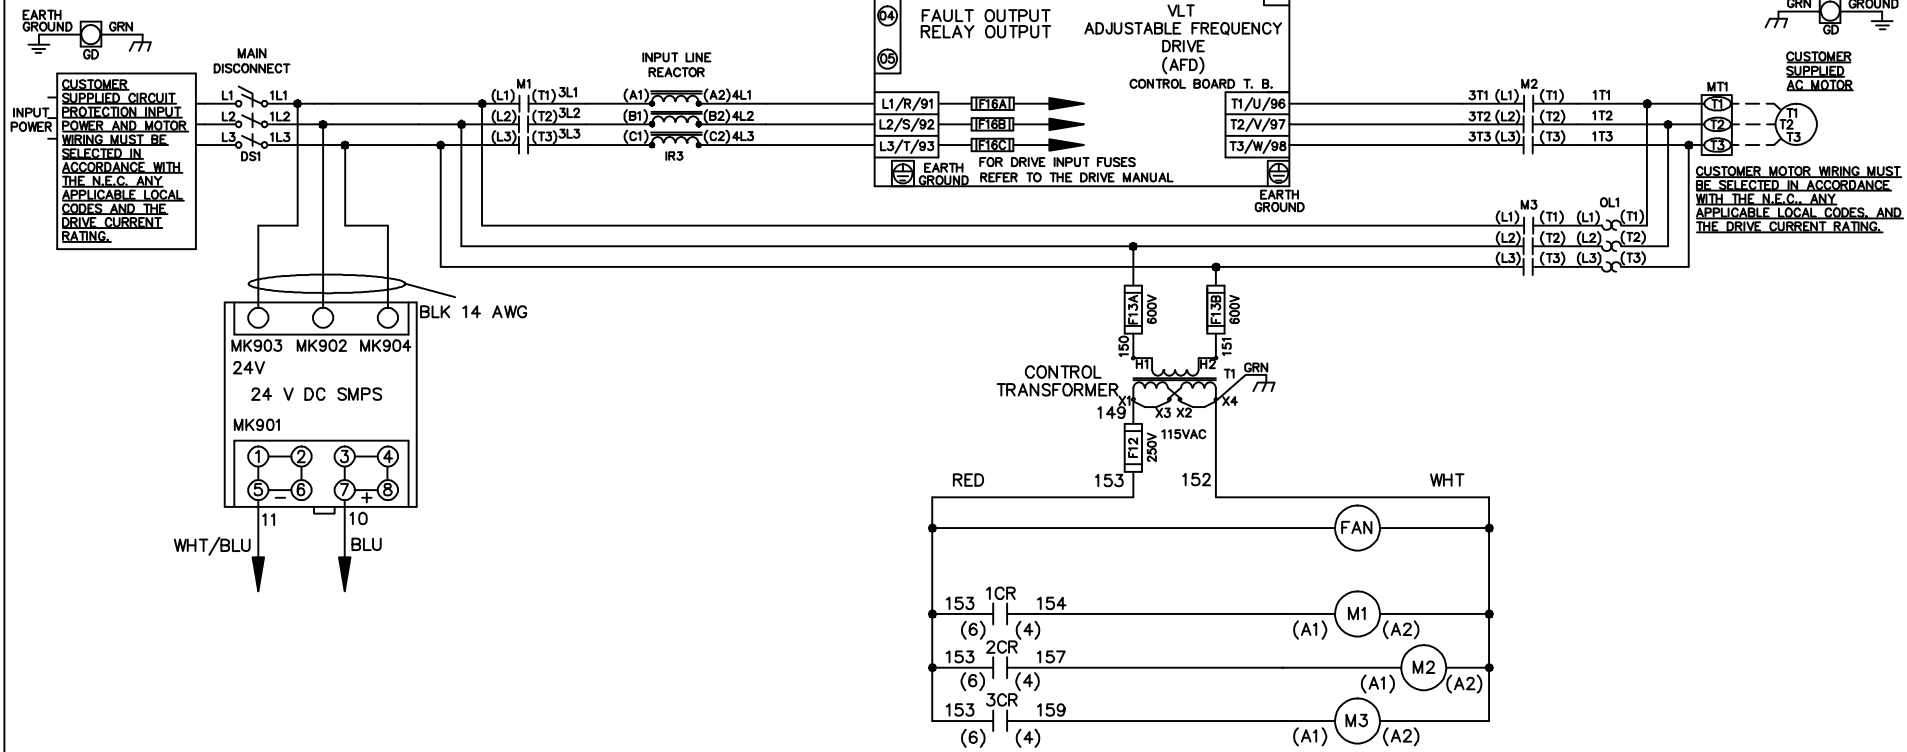 EARTH
GROUND
GRN
GD
MAIN
DISCONNECT
INPUT
POWER
CUSTOMER
SUPPLIED CIRCUIT
PROTECTION INPUT
POWER AND MOTOR
WIRING MUST BE
SELECTED IN
ACCORDANCE WITH
THE N.E.C. ANY
APPLICABLE LOCAL
CODES AND THE
DRIVE CURRENT
RATING.
L1 1L1
L2 1L2
L3 1L3
DS1
M1
(L1) (T1) 3L1
(L2) (T2) 3L2
(L3) (T3) 3L3
INPUT LINE
REACTOR
(A1) (A2) 4L1
(B1) (B2) 4L2
(C1) (C2) 4L3
IR3
04
05
FAULT OUTPUT
RELAY OUTPUT
VLT
ADJUSTABLE FREQUENCY
DRIVE
(AFD)
CONTROL BOARD T. B.
L1/R/91 F16A
L2/S/92 F16B
L3/T/93 F16C
T1/U/96
T2/V/97
T3/W/98
FOR DRIVE INPUT FUSES
REFER TO THE DRIVE MANUAL
EARTH
GROUND
EARTH
GROUND
M2
3T1 (L1) (T1) 1T1
3T2 (L2) (T2) 1T2
3T3 (L3) (T3) 1T3
GRN
GROUND
GD
CUSTOMER
SUPPLIED
AC MOTOR
MT1
T1
T2
T3
T1
T2
T3
CUSTOMER MOTOR WIRING MUST
BE SELECTED IN ACCORDANCE
WITH THE N.E.C., ANY
APPLICABLE LOCAL CODES, AND
THE DRIVE CURRENT RATING.
M3
OL1
(L1) (T1) (L1) (T1)
(L2) (T2) (L2) (T2)
(L3) (T3) (L3) (T3)
BLK 14 AWG
MK903 MK902 MK904
24V
24 V DC SMPS
MK901
1 2 3 4
5 6 7 8
- +
11 10
WHT/BLU BLU
F13A
600V
F13B
600V
150
151
H1 H2
CONTROL
TRANSFORMER
T1
GRN
X1 X3 X2 X4
149
115VAC
F12
250V
RED 153 152 WHT
FAN
1CR
153 154
(6) (4)
M1
(A1) (A2)
2CR
153 157
(6) (4)
M2
(A1) (A2)
3CR
153 159
(6) (4)
M3
(A1) (A2)